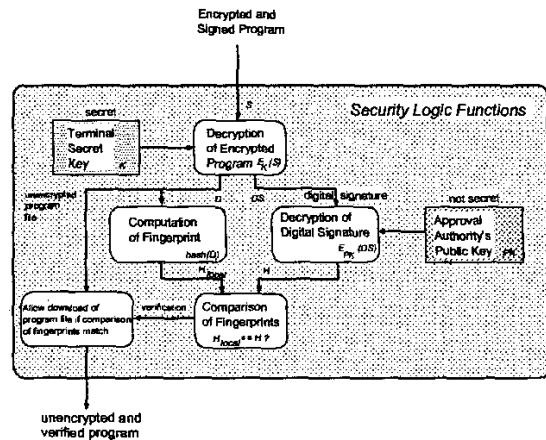 Encrypted and
Signed Program
S
Security Logic Functions
secret
Terminal
Secret
Key K
Decryption
of Encrypted
Program E_K(S)
unencrypted
program
file
D
DS
digital signature
not secret
Computation
of Fingerprint
hash(D)
Decryption of
Digital Signature
E_PK (DS)
Approval
Authority's
Public Key PK
H_local
H
Allow download of
program file if comparison
of fingerprints match
verification
Comparison
of Fingerprints
H_local == H ?
unencrypted and
verified program